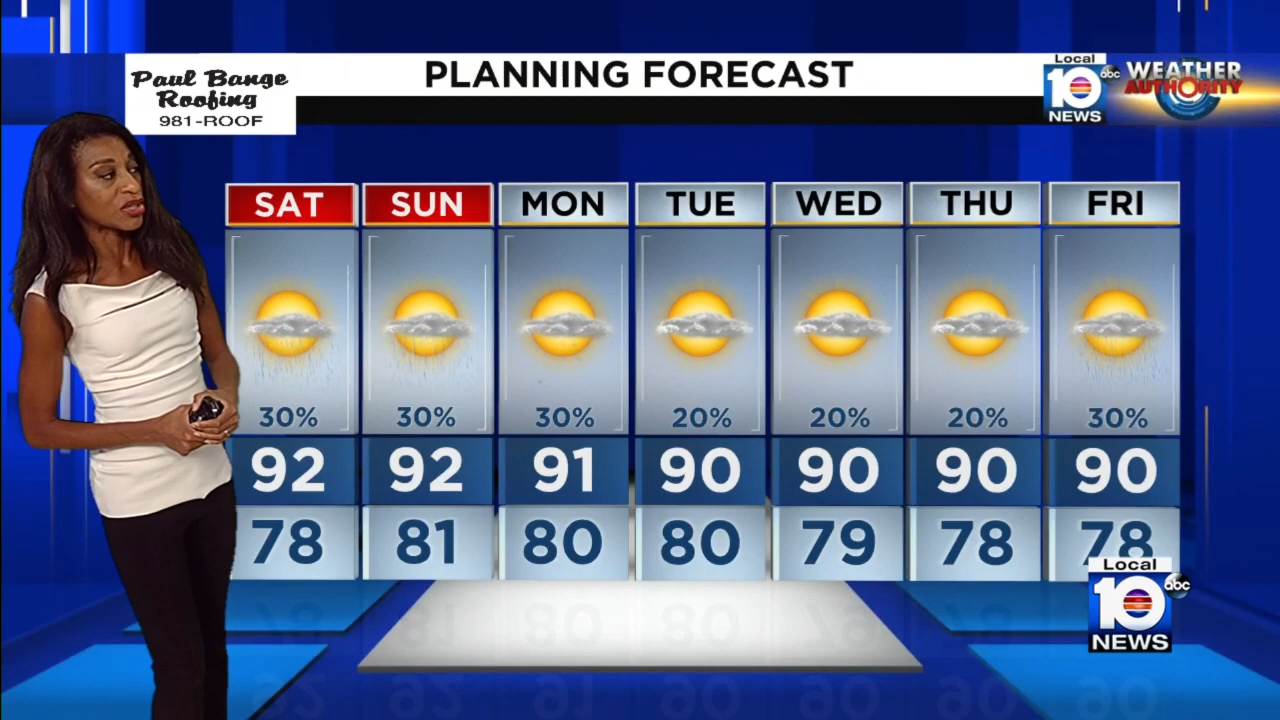 Paul Bange
Roofing
981-ROOF
PLANNING FORECAST
Local
10 abc
NEWS
WEATHER
AUTHORITY
SAT SUN MON TUE WED THU FRI
30% 30% 30% 20% 20% 20% 30%
92 92 91 90 90 90 90
78 81 80 80 79 78 78
Local
10 abc
NEWS